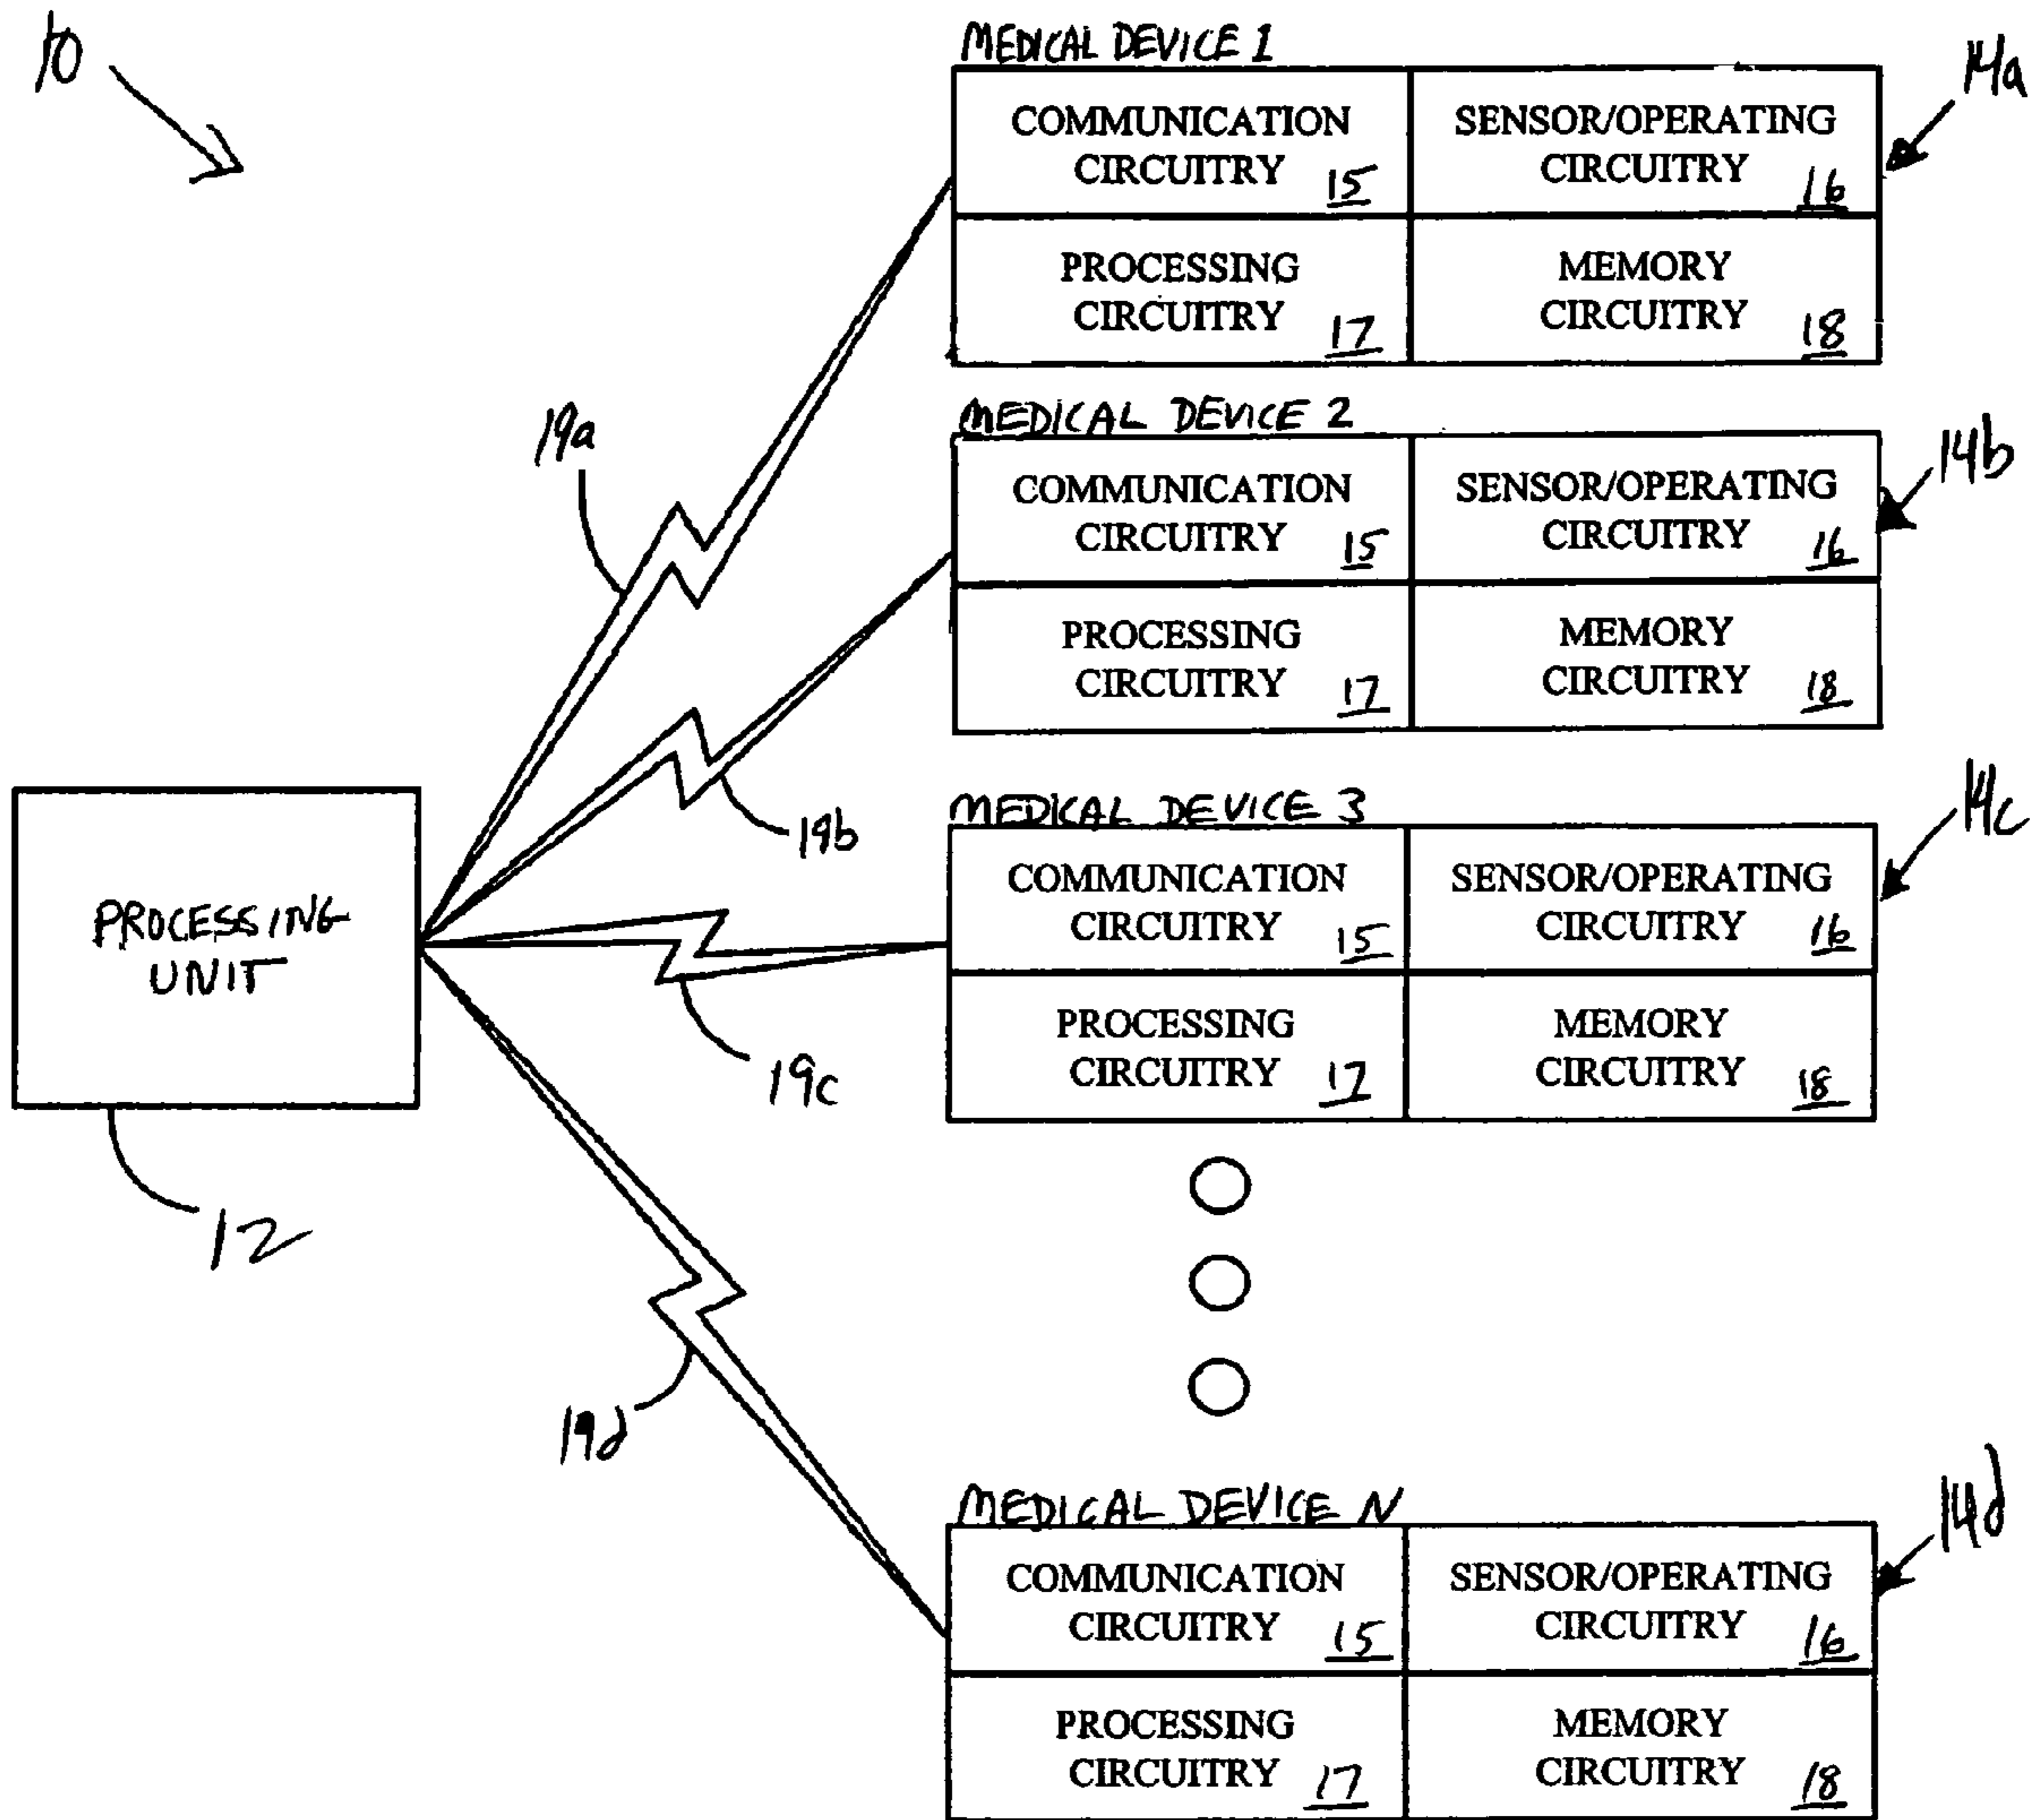 10
MEDICAL DEVICE 1
14a
COMMUNICATION
CIRCUITRY 15
SENSOR/OPERATING
CIRCUITRY 16
PROCESSING
CIRCUITRY 17
MEMORY
CIRCUITRY 18
19a
MEDICAL DEVICE 2
14b
COMMUNICATION
CIRCUITRY 15
SENSOR/OPERATING
CIRCUITRY 16
PROCESSING
CIRCUITRY 17
MEMORY
CIRCUITRY 18
19b
MEDICAL DEVICE 3
14c
COMMUNICATION
CIRCUITRY 15
SENSOR/OPERATING
CIRCUITRY 16
PROCESSING
CIRCUITRY 17
MEMORY
CIRCUITRY 18
PROCESSING
UNIT
19c
12
19d
MEDICAL DEVICE N
14d
COMMUNICATION
CIRCUITRY 15
SENSOR/OPERATING
CIRCUITRY 16
PROCESSING
CIRCUITRY 17
MEMORY
CIRCUITRY 18